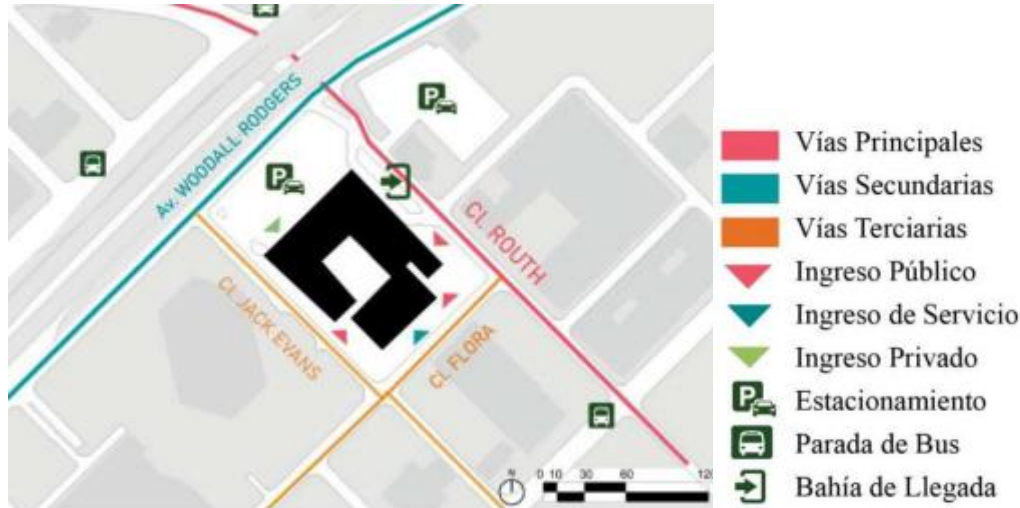 Av. WOODALL RODGERS
P
P
Cl. ROUTH
Cl. JACK EVANS
Cl. FLORA
N
0 10 30 60 12
Vías Principales
Vías Secundarias
Vías Terciarias
Ingreso Público
Ingreso de Servicio
Ingreso Privado
P Estacionamiento
Parada de Bus
Bahía de Llegada